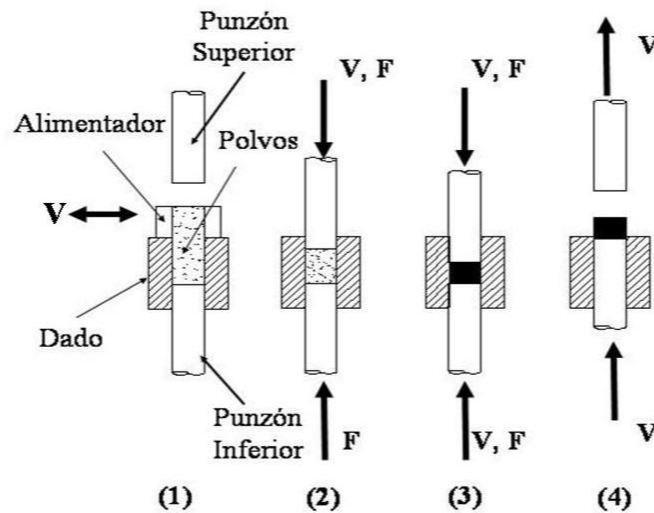 Punzón
Superior
Alimentador
Polvos
V
Dado
Punzón
Inferior
V, F
F
V, F
V, F
V
V
(1)
(2)
(3)
(4)